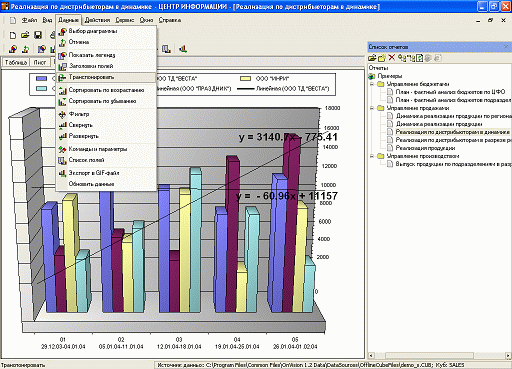 Реализация по дистрибьюторам в динамике - ЦЕНТР ИНФОРМАЦИИ - [Реализация по дистрибьюторам в динамике]
Файл Вид Данные Действия Сервис Окно Справка
Выбор диаграммы
Отмена
Показать легенду
Заголовки полей
Транспонировать
Сортировать по возрастанию
Сортировать по убыванию
Фильтр
Свернуть
Развернуть
Команды и параметры
Список полей
Экспорт в GIF-файл
Обновить данные
Таблица Лист
ООО ТД "ВЕСТА" ООО "ИНРИ"
Линейная (ООО "ПРАЗДНИК") Линейная (ООО ТД "ВЕСТА")
y = 3140.7x - 775.41
y = - 60.96x + 11157
18000
16000
14000
12000
10000
8000
6000
4000
2000
0
01 02 03 04 05
29.12.03-04.01.04 05.01.04-11.01.04 12.01.04-18.01.04 19.01.04-25.01.04 26.01.04-01.02.04
Список отчетов
Отчеты
Примеры
Управление бюджетами
План - фактный анализ бюджетов по ЦФО
План - фактный анализ бюджетов подраздел
Управление продажами
Динамика реализации продукции по регионам
Динамика реализации продукции
Реализация по дистрибьюторам в динамике
Реализация по дистрибьюторам в разрезе
Реализация продукции
Управление производством
Выпуск продукции по подразделениям в раз
Транспонировать
Источник данных: C:\Program Files\Common Files\OnVision 1.2 Data\DataSources\OfflineCubeFiles\demo_s.CUB; Куб: SALES